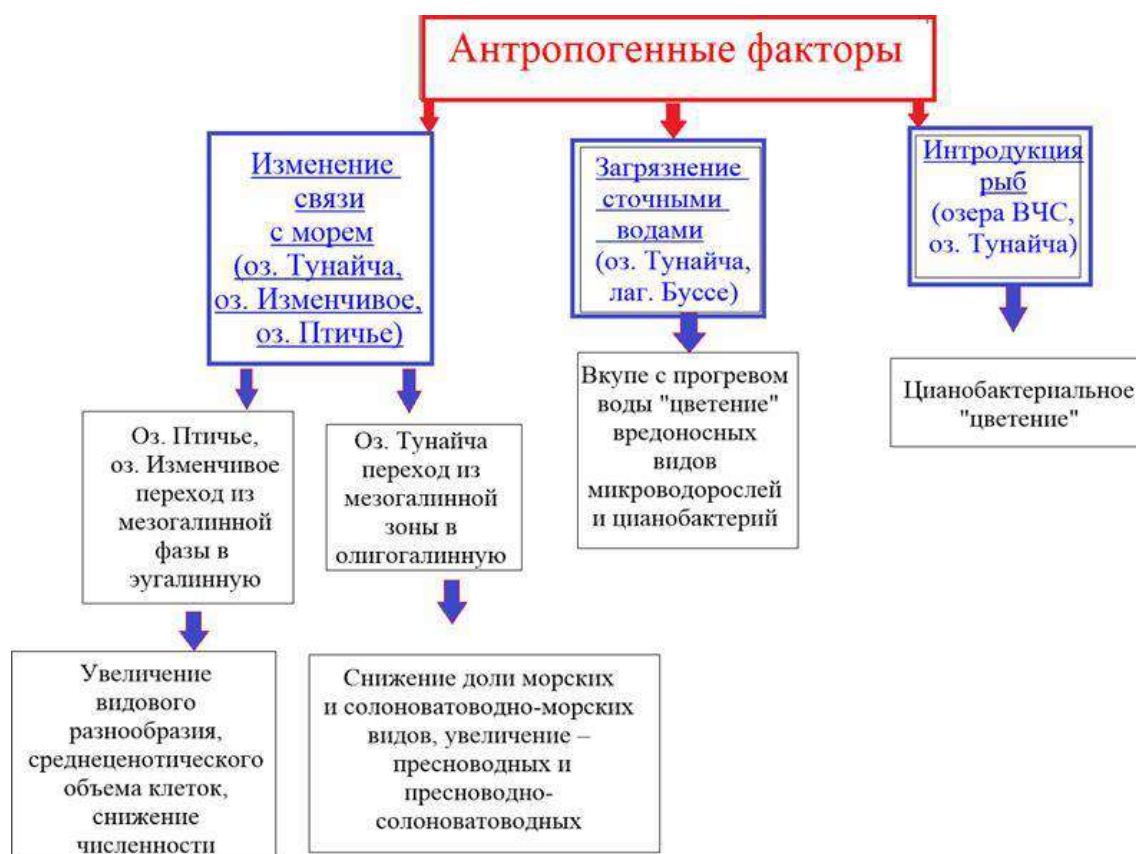 Антропогенные факторы
Изменение
связи
с морем
(оз. Тунайча,
оз. Изменчивое,
оз. Птичье)
Загрязнение
сточными
водами
(оз. Тунайча,
лаг. Буссе)
Интродукция
рыб
(озера ВЧС,
оз. Тунайча)
Оз. Птичье,
оз. Изменчивое
переход из
мезогалинной
фазы в
эугалинную
Оз. Тунайча
переход из
мезогалинной
зоны в
олигогалинную
Вкупе с прогревом
воды "цветение"
вредоносных
видов
микроводорослей
и цианобактерий
Цианобактериальное
"цветение"
Увеличение
видового
разнообразия,
среднеценотического
объема клеток,
снижение
численности
Снижение доли морских
и солоноватоводно-морских
видов, увеличение –
пресноводных и
пресноводно-
солоноватоводных